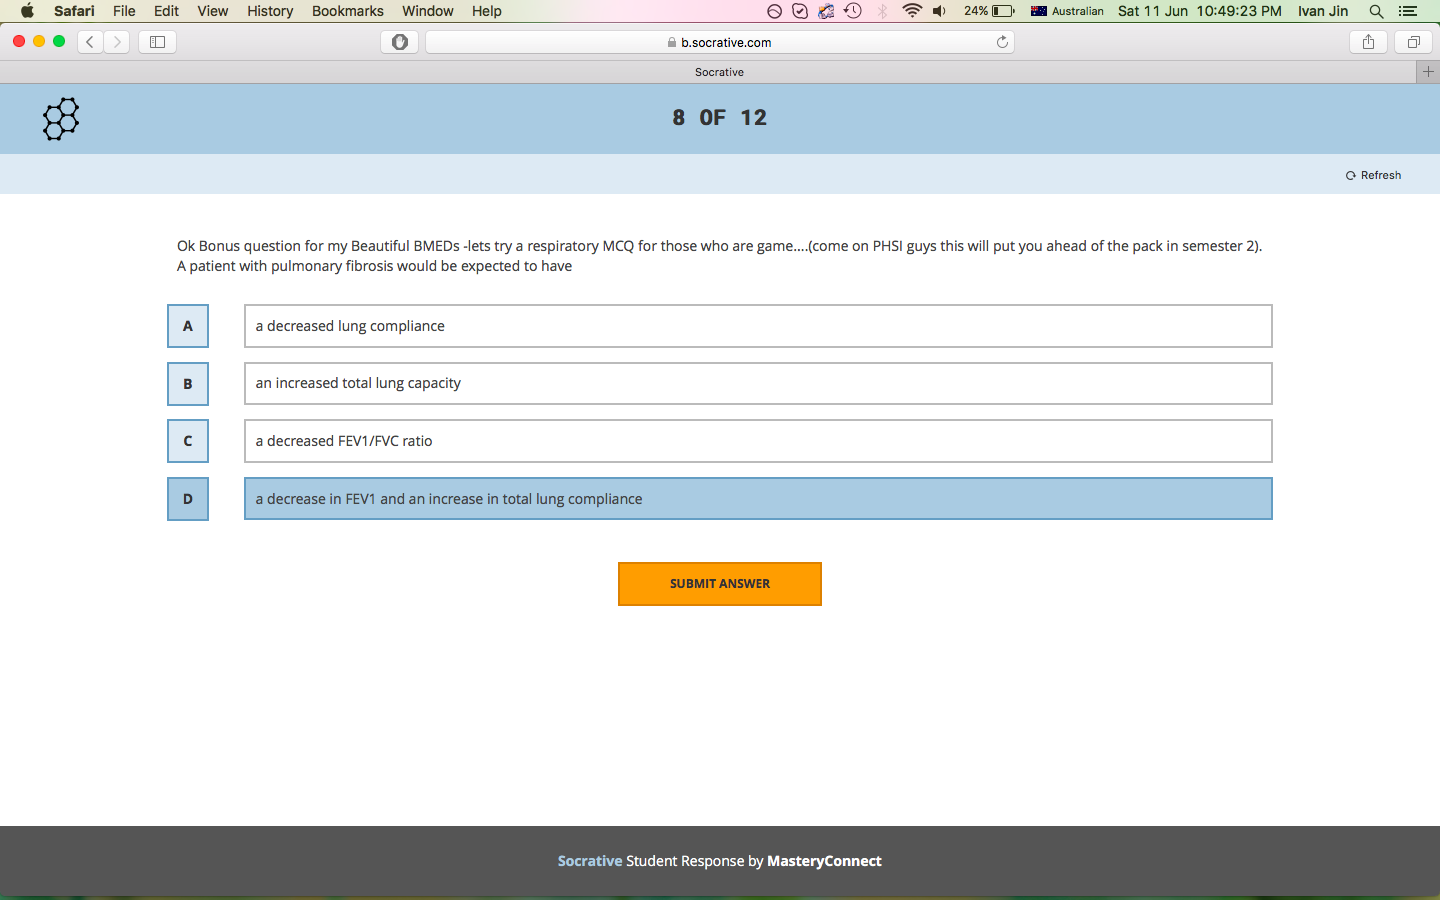 Safari File Edit View History Bookmarks Window Help 24% Australian Sat 11 Jun 10:49:23 PM Ivan Jin
b.socrative.com
Socrative
8 OF 12
Refresh
Ok Bonus question for my Beautiful BMEDs -lets try a respiratory MCQ for those who are game....(come on PHSI guys this will put you ahead of the pack in semester 2).
A patient with pulmonary fibrosis would be expected to have
A a decreased lung compliance
B an increased total lung capacity
C a decreased FEV1/FVC ratio
D a decrease in FEV1 and an increase in total lung compliance
SUBMIT ANSWER
Socrative Student Response by MasteryConnect